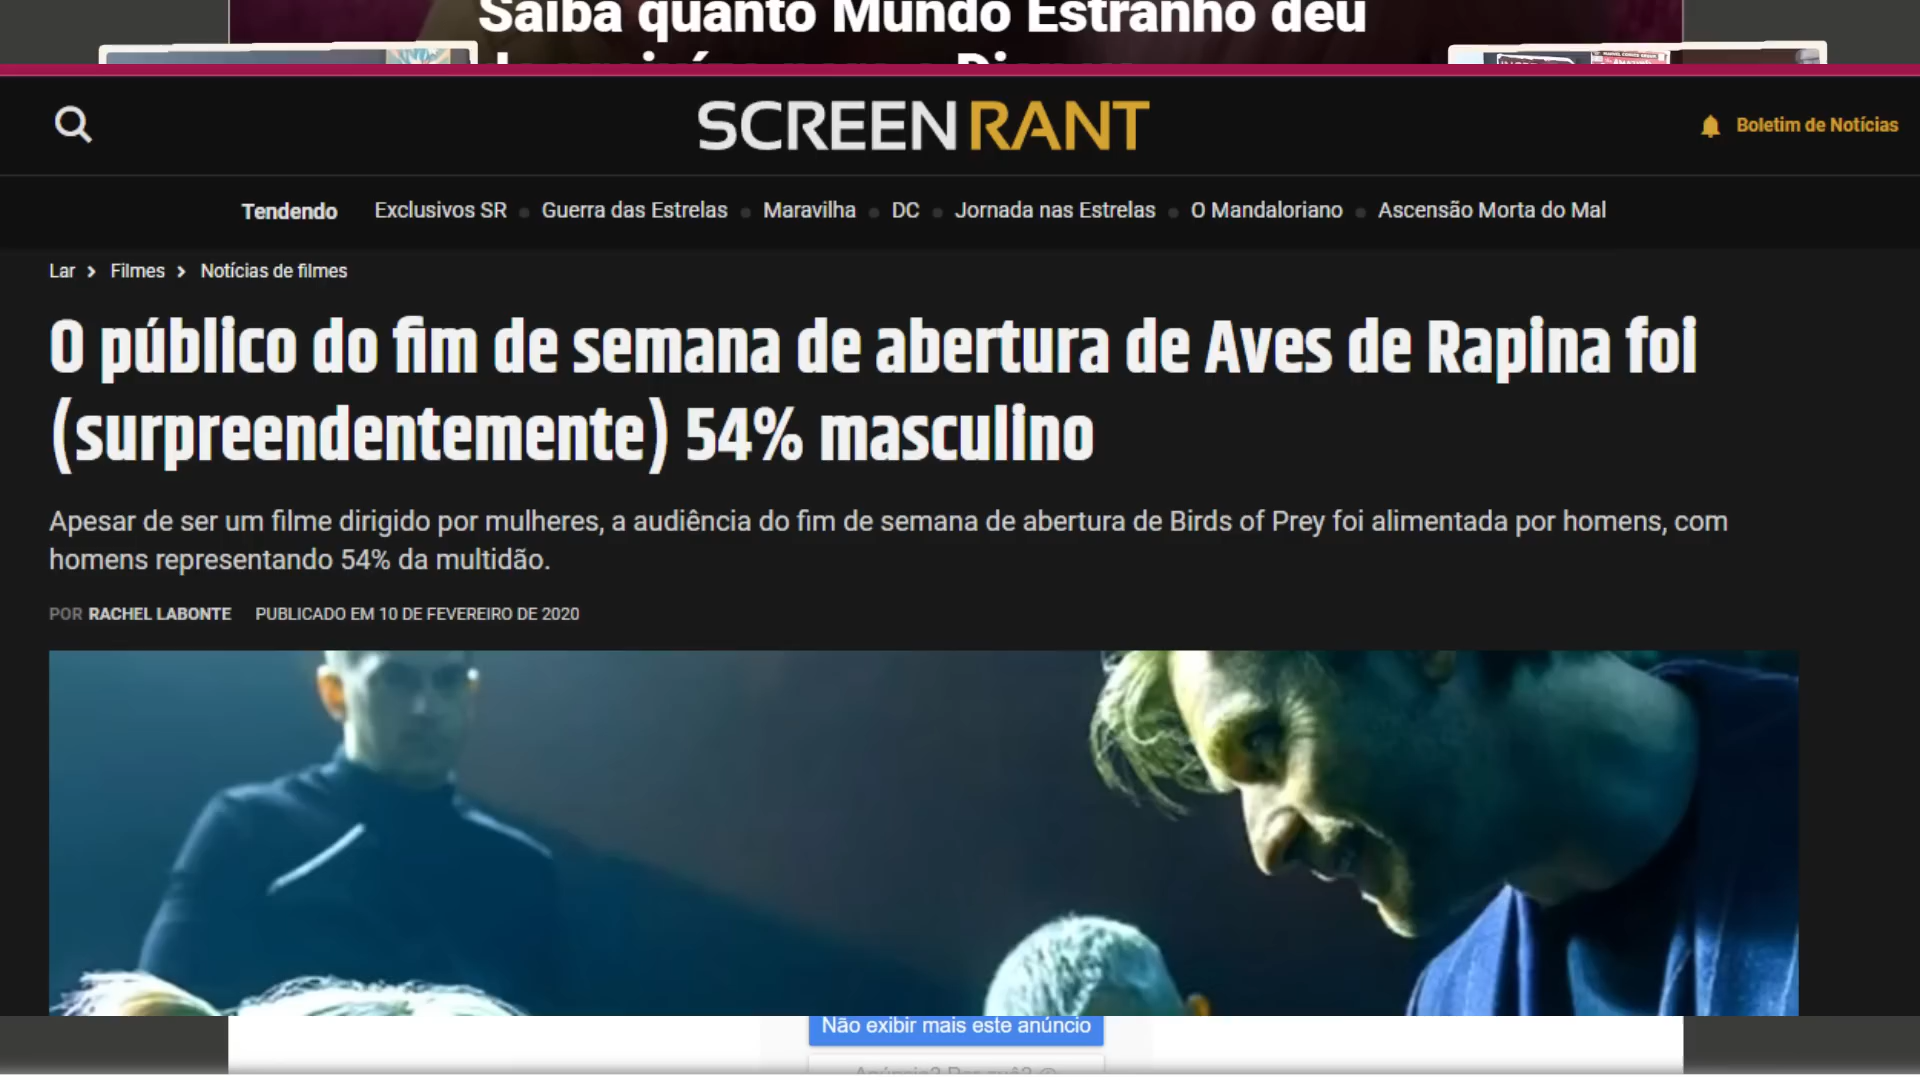 Saiba quanto Mundo Estranho deu
SCREENRANT
Boletim de Notícias
Tendendo
Exclusivos SR
Guerra das Estrelas
Maravilha
DC
Jornada nas Estrelas
O Mandaloriano
Ascensão Morta do Mal
Lar > Filmes > Notícias de filmes
O público do fim de semana de abertura de Aves de Rapina foi
(surpreendentemente) 54% masculino
Apesar de ser um filme dirigido por mulheres, a audiência do fim de semana de abertura de Birds of Prey foi alimentada por homens, com
homens representando 54% da multidão.
POR RACHEL LABONTE PUBLICADO EM 10 DE FEVEREIRO DE 2020
Não exibir mais este anúncio